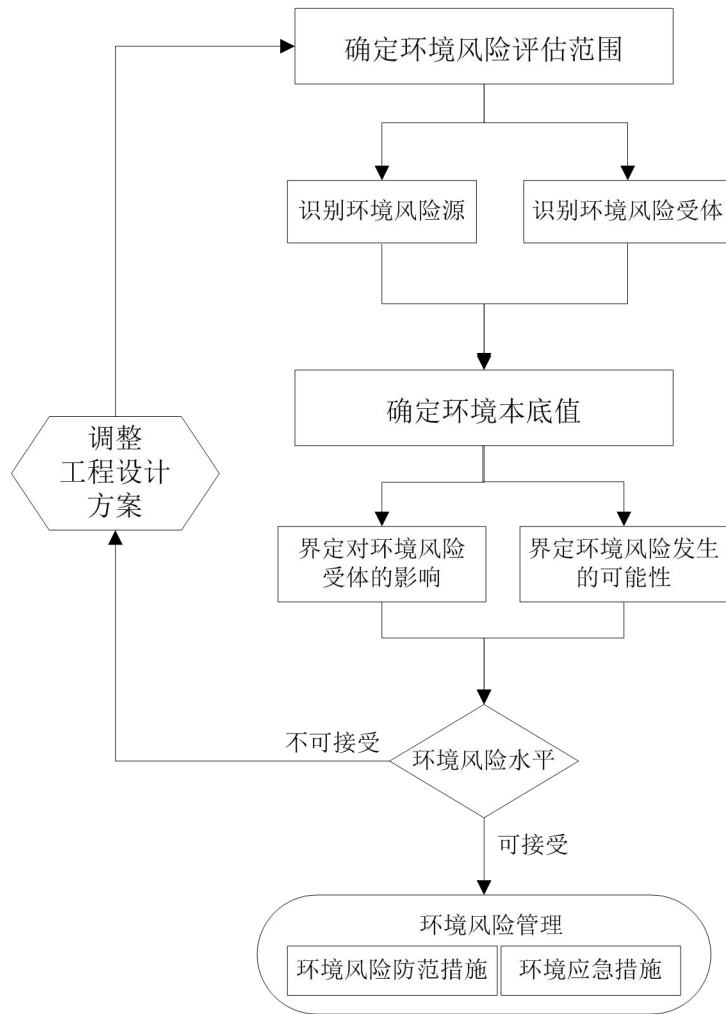 确定环境风险评估范围
识别环境风险源
识别环境风险受体
确定环境本底值
调整
工程设计
方案
界定对环境风险
受体的影响
界定环境风险发生
的可能性
不可接受
环境风险水平
可接受
环境风险管理
环境风险防范措施
环境应急措施